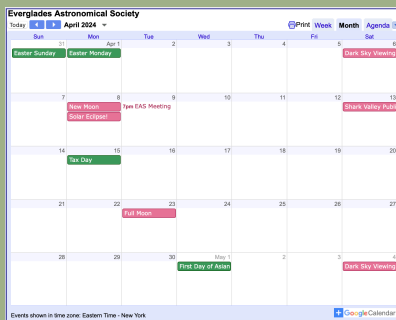 Everglades Astronomical Society
Today April 2024 Print Week Month Agenda
Sun Mon Tue Wed Thu Fri Sat
31 Apr 1 2 3 4 5 6
Easter Sunday Easter Monday Dark Sky Viewing
7 8 9 10 11 12 13
New Moon 7pm EAS Meeting Shark Valley Publi
Solar Eclipse!
14 15 16 17 18 19 20
Tax Day
21 22 23 24 25 26 27
Full Moon
28 29 30 May 1 2 3 4
First Day of Asian Dark Sky Viewing
Events shown in time zone: Eastern Time - New York
+ GoogleCalendar